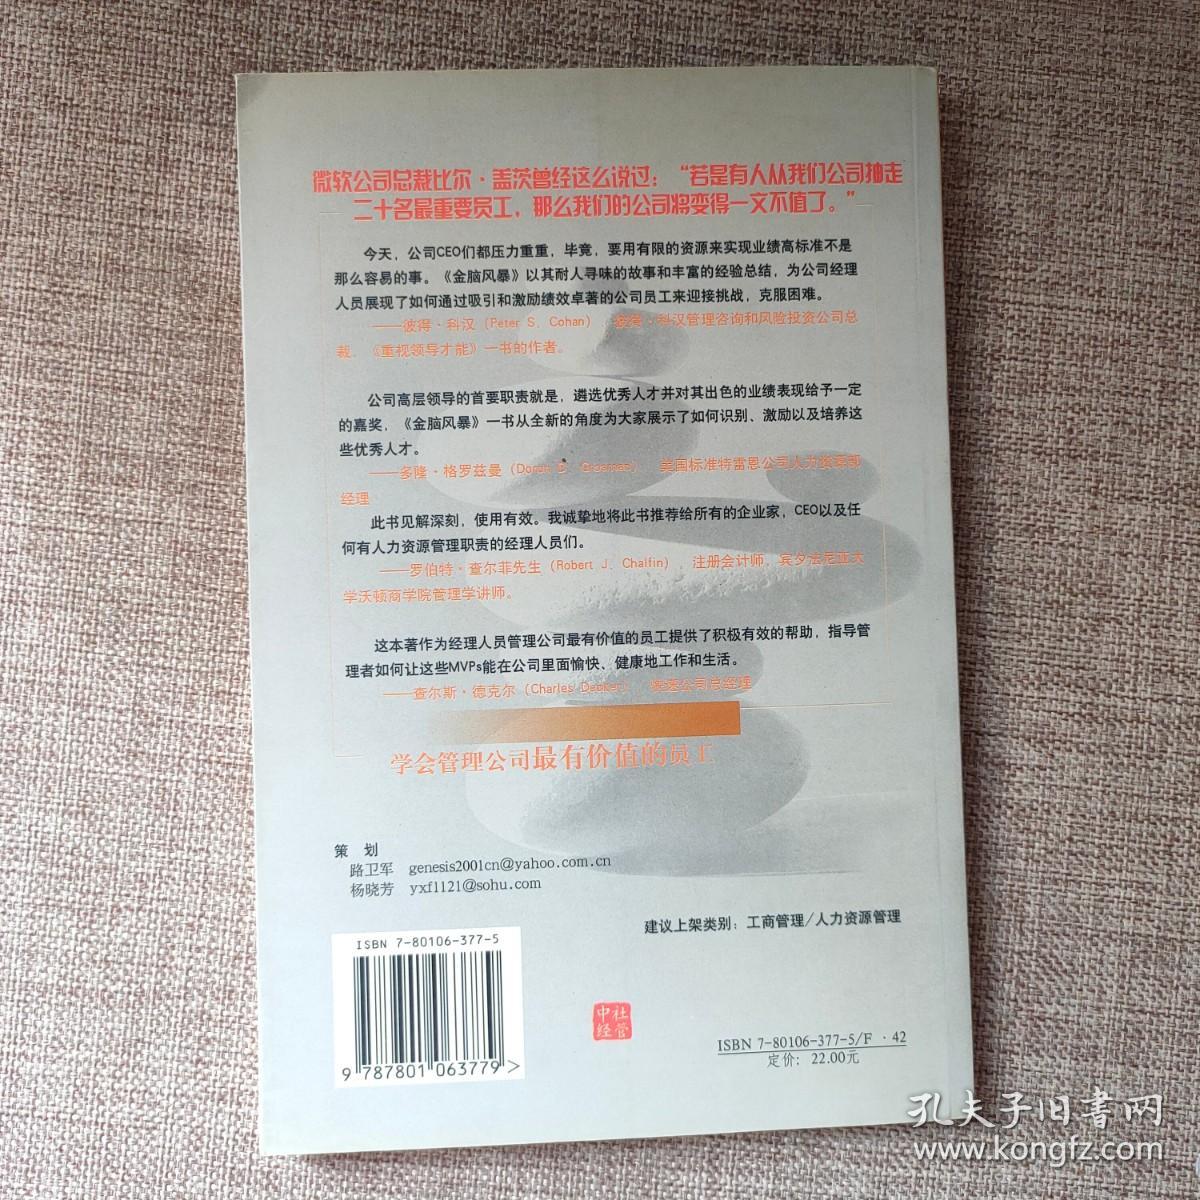 微软公司总裁比尔·盖茨曾经这么说过：“若是有人从我们公司抽走
二十名最重要员工，那么我们的公司将变得一文不值了。”
今天，公司CEO们都压力重重，毕竟，要用有限的资源来实现业绩高标准不是
那么容易的事。《金脑风暴》以其耐人寻味的故事和丰富的经验总结，为公司经理
人员展现了如何通过吸引和激励绩效卓著的公司员工来迎接挑战，克服困难。
——彼得·科汉（Peter S. Cohan），彼得·科汉管理咨询和风险投资公司总
裁，《重视领导才能》一书的作者。
公司高层领导的首要职责就是，遴选优秀人才并对其出色的业绩表现给予一定
的嘉奖，《金脑风暴》一书从全新的角度为大家展示了如何识别、激励以及培养这
些优秀人才。
——多隆·格罗兹曼（Doron D. Grosman），美国标准特雷恩公司人力资源部
经理
此书见解深刻，使用有效。我诚挚地将此书推荐给所有的企业家，CEO以及任
何有人力资源管理职责的经理人员们。
——罗伯特·查尔菲先生（Robert J. Chalfin），注册会计师，宾夕法尼亚大
学沃顿商学院管理学讲师。
这本著作为经理人员管理公司最有价值的员工提供了积极有效的帮助，指导管
理者如何让这些MVPs能在公司里面愉快、健康地工作和生活。
——查尔斯·德克尔（Charles Decker），速公司总经理
学会管理公司最有价值的员工
策 划
路卫军 genesis2001cn@yahoo.com.cn
杨晓芳 yxf1121@sohu.com
建议上架类别：工商管理/人力资源管理
ISBN 7-80106-377-5
9 787801 063779 >
中社
经管
ISBN 7-80106-377-5/F·42
定价：22.00元
孔夫子旧书网
www.kongfz.com